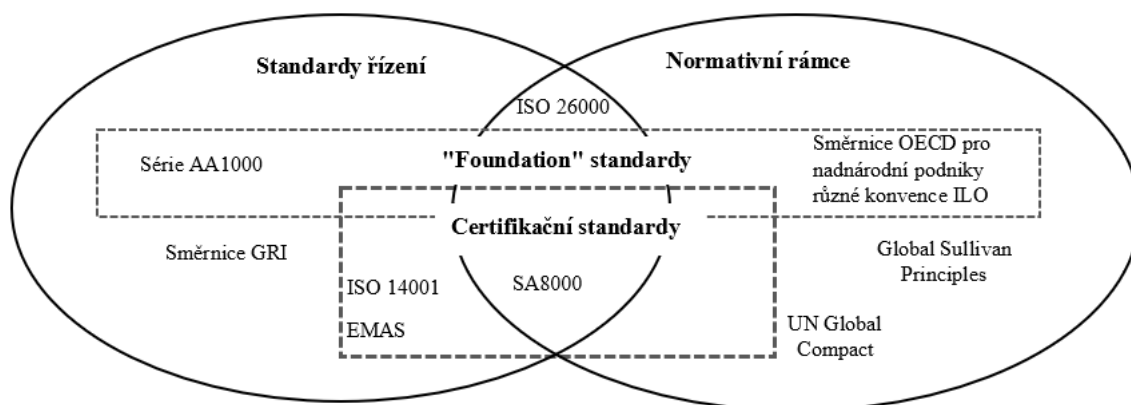 Standardy řízení
Normativní rámce
ISO 26000
Série AA1000
"Foundation" standardy
Směrnice OECD pro
nadnárodní podniky
různé konvence ILO
Certifikační standardy
Směrnice GRI
Global Sullivan
Principles
ISO 14001
SA8000
EMAS
UN Global
Compact